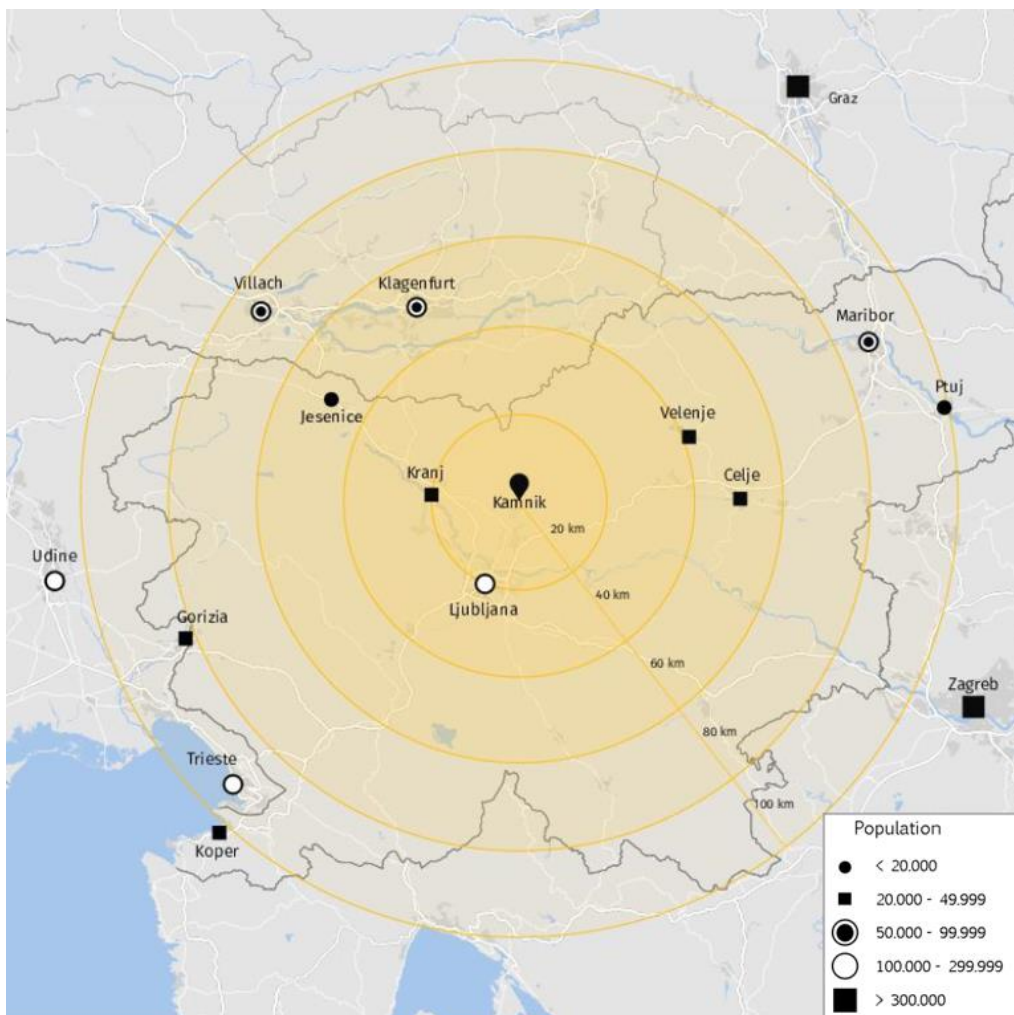 Graz
Villach
Klagenfurt
Maribor
Ptuj
Jesenice
Velenje
Kranj
Kamnik
Celje
20 km
Udine
Ljubljana
40 km
Gorizia
60 km
Zagreb
80 km
Trieste
100 km
Koper
Population
< 20.000
20.000 - 49.999
50.000 - 99.999
100.000 - 299.999
> 300.000